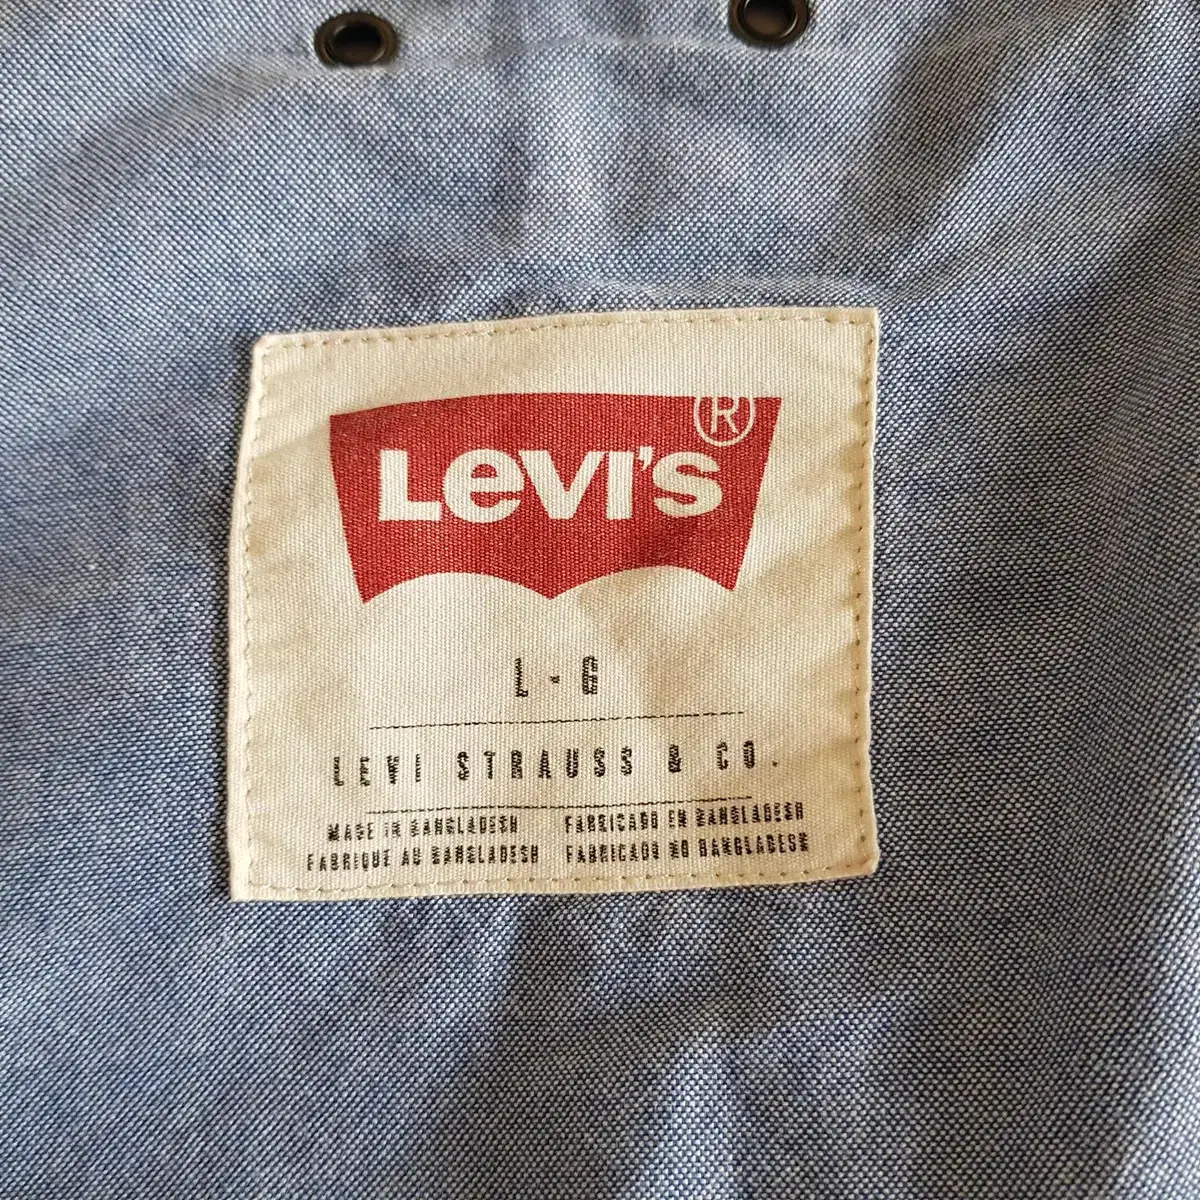 LEVI'S®
L - G
LEVI STRAUSS & CO.
MADE IN BANGLADESH FABRICADO EN BANGLADESH
FABRIQUE AU BANGLADESH FABRICADO NO BANGLADESH